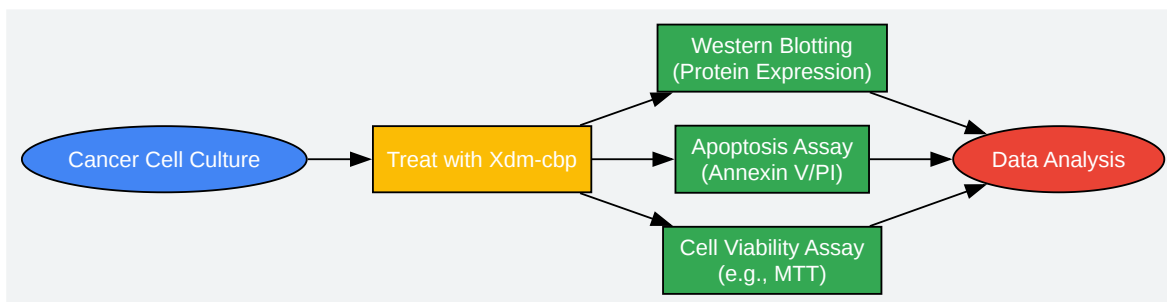 Cancer Cell Culture
Treat with Xdm-cbp
Western Blotting
(Protein Expression)
Apoptosis Assay
(Annexin V/PI)
Cell Viability Assay
(e.g., MTT)
Data Analysis